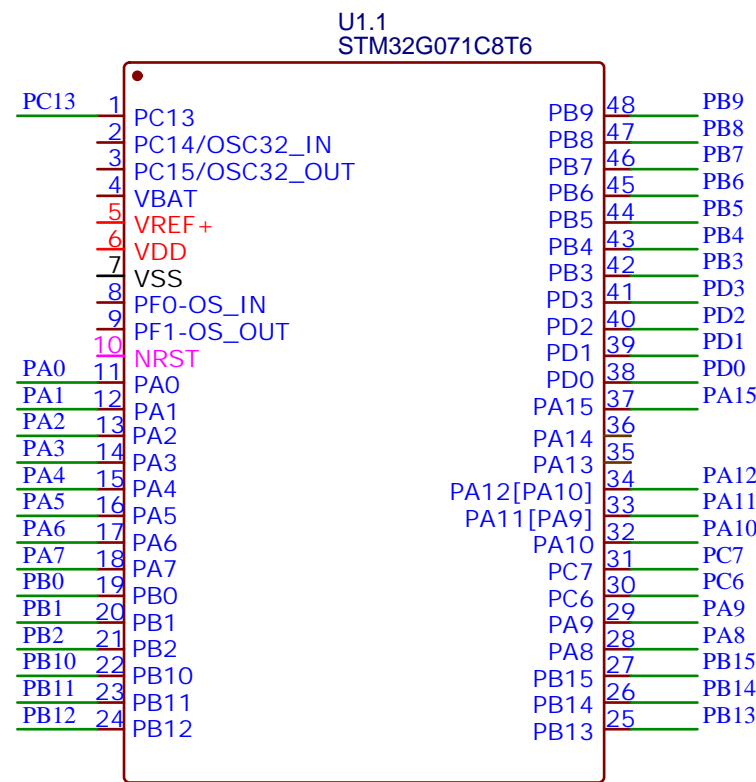 U1.1
STM32G071C8T6
PC13 1 PC13 PB9 48 PB9
2 PC14/OSC32_IN PB8 47 PB8
3 PC15/OSC32_OUT PB7 46 PB7
4 VBAT PB6 45 PB6
5 VREF+ PB5 44 PB5
6 VDD PB4 43 PB4
7 VSS PB3 42 PB3
8 PF0-OS_IN PD3 41 PD3
9 PF1-OS_OUT PD2 40 PD2
10 NRST PD1 39 PD1
PA0 11 PA0 PD0 38 PD0
PA1 12 PA1 PA15 37 PA15
PA2 13 PA2 PA14 36
PA3 14 PA3 PA13 35
PA4 15 PA4 PA12[PA10] 34 PA12
PA5 16 PA5 PA11[PA9] 33 PA11
PA6 17 PA6 PA10 32 PA10
PA7 18 PA7 PC7 31 PC7
PB0 19 PB0 PC6 30 PC6
PB1 20 PB1 PA9 29 PA9
PB2 21 PB2 PA8 28 PA8
PB10 22 PB10 PB15 27 PB15
PB11 23 PB11 PB14 26 PB14
PB12 24 PB12 PB13 25 PB13